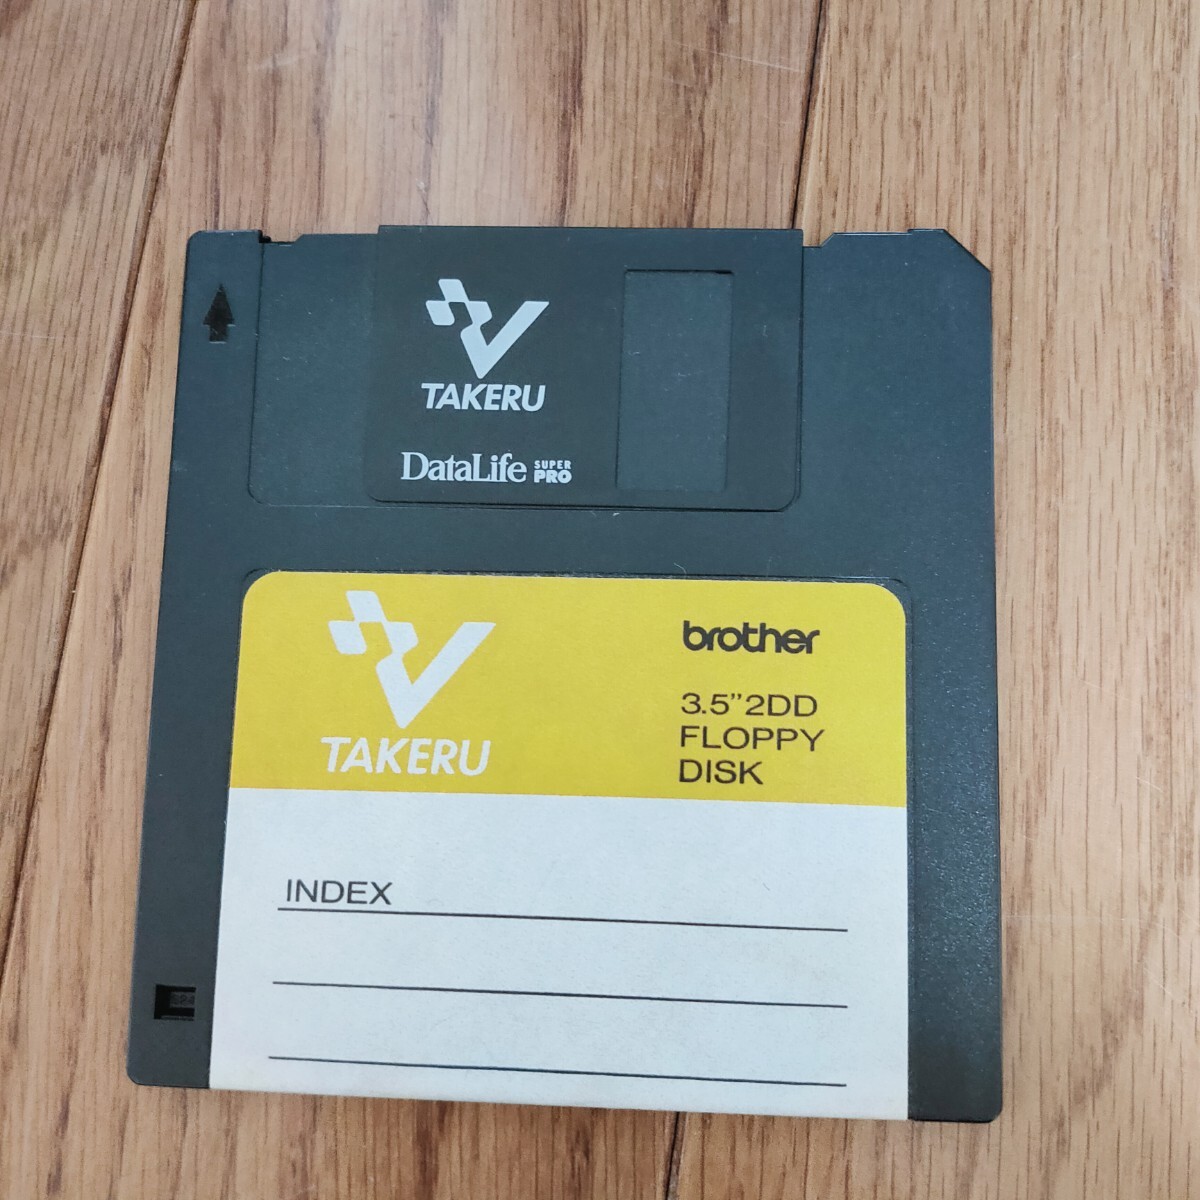 TAKERU
DataLife SUPER PRO
TAKERU
brother
3.5"2DD
FLOPPY
DISK
INDEX